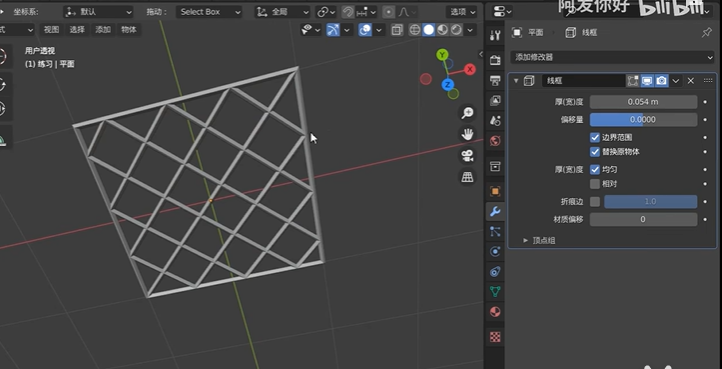 阿发你好 bilibili
坐标系: 默认 拖动: Select Box 全局 选项
视图 选择 添加 物体
用户透视
(1) 练习 | 平面
Y
X
Z
平面 线框
添加修改器
线框
厚(宽)度 0.054 m
偏移量 0.0000
边界范围
替换原物体
厚(宽)度 均匀
相对
折痕边 1.0
材质偏移 0
顶点组